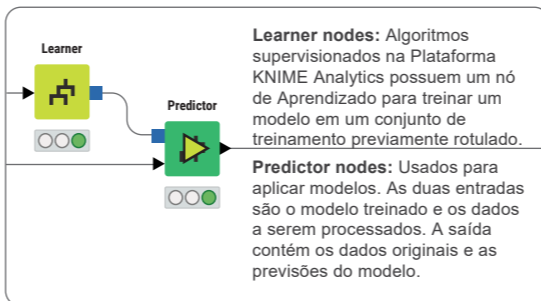 Learner
Predictor
Learner nodes: Algoritmos
supervisionados na Plataforma
KNIME Analytics possuem um nó
de Aprendizado para treinar um
modelo em um conjunto de
treinamento previamente rotulado.
Predictor nodes: Usados para
aplicar modelos. As duas entradas
são o modelo treinado e os dados
a serem processados. A saída
contém os dados originais e as
previsões do modelo.